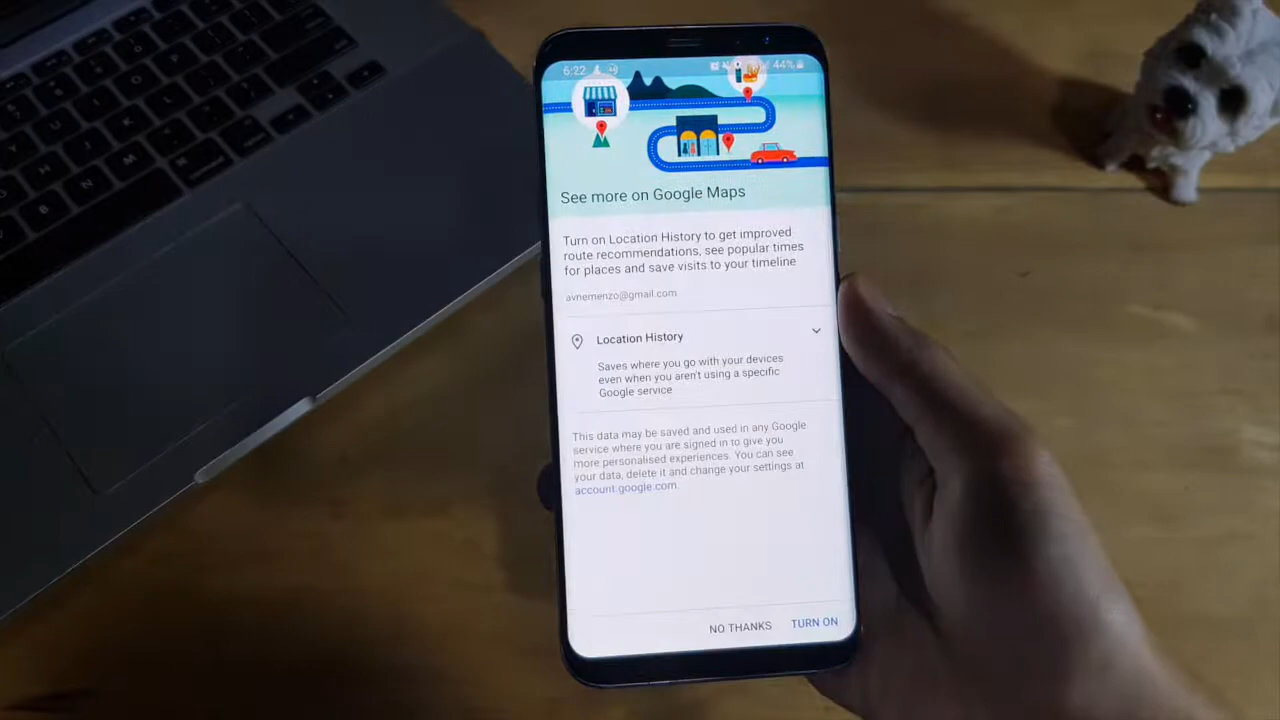 6:22
44%
See more on Google Maps
Turn on Location History to get improved
route recommendations, see popular times
for places and save visits to your timeline
avnemenzo@gmail.com
Location History
Saves where you go with your devices
even when you aren't using a specific
Google service
This data may be saved and used in any Google
service where you are signed in to give you
more personalised experiences. You can see
your data, delete it and change your settings at
account.google.com.
NO THANKS
TURN ON